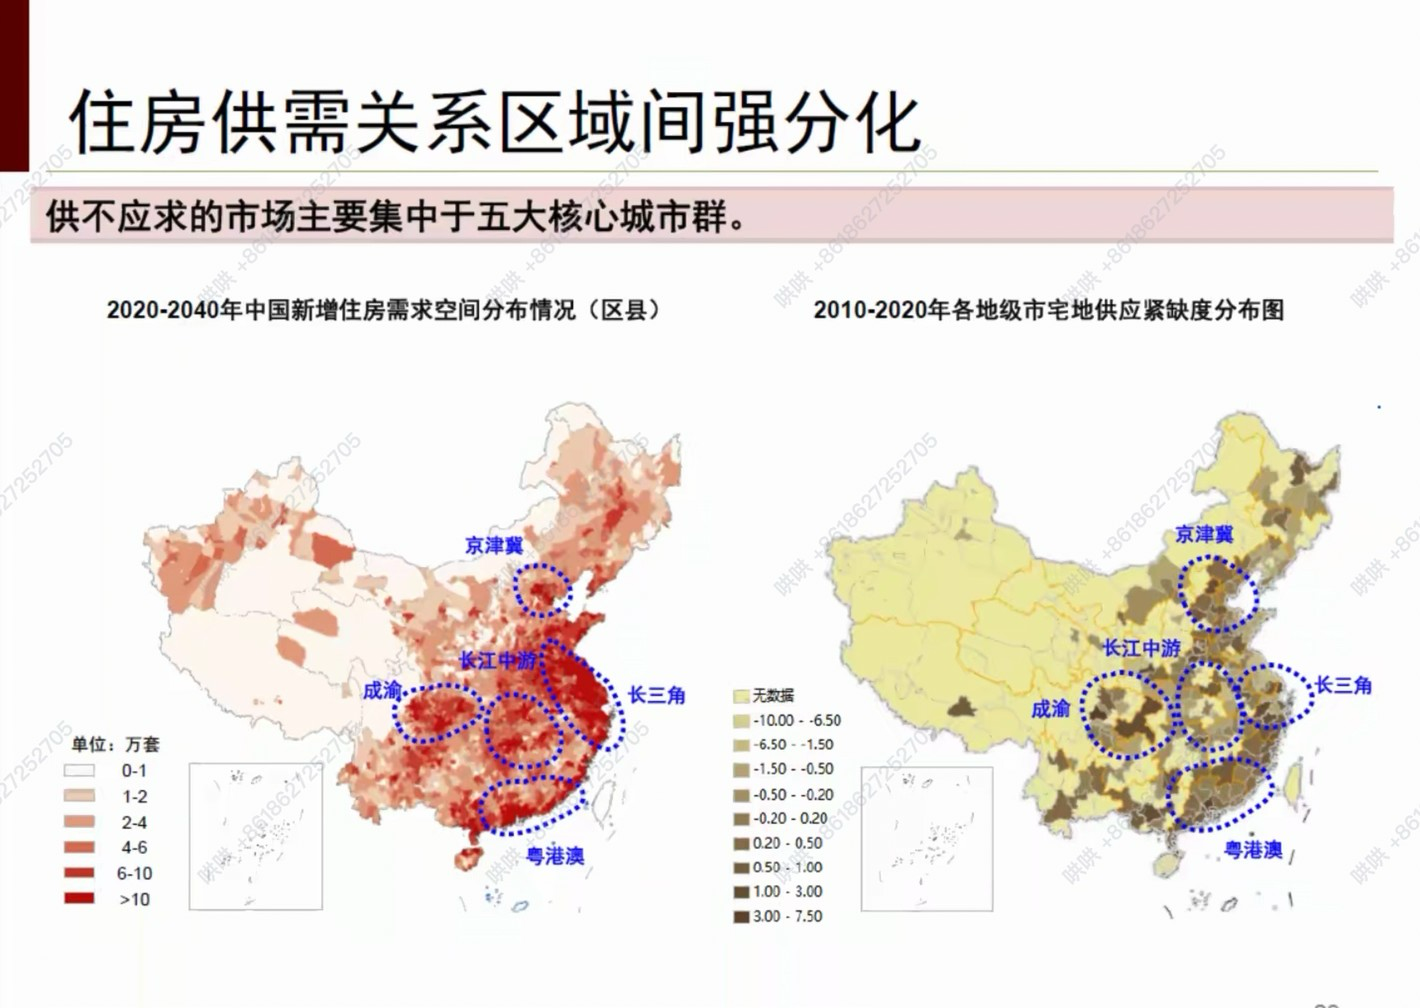 住房供需关系区域间强分化
供不应求的市场主要集中于五大核心城市群。
2020-2040年中国新增住房需求空间分布情况（区县）
京津冀
长江中游
成渝
长三角
粤港澳
单位：万套
0-1
1-2
2-4
4-6
6-10
>10
2010-2020年各地级市宅地供应紧缺度分布图
京津冀
长江中游
成渝
长三角
粤港澳
无数据
-10.00 - -6.50
-6.50 - -1.50
-1.50 - -0.50
-0.50 - -0.20
-0.20 - 0.20
0.20 - 0.50
0.50 - 1.00
1.00 - 3.00
3.00 - 7.50
哄哄 +8618627252705